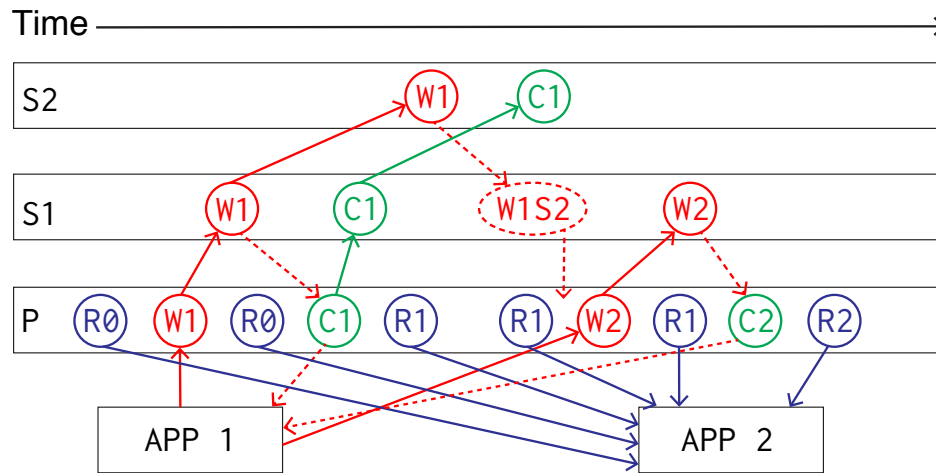 Time
S2 W1 C1
S1 W1 C1 W1S2 W2
P R0 W1 R0 C1 R1 R1 W2 R1 C2 R2
APP 1 APP 2